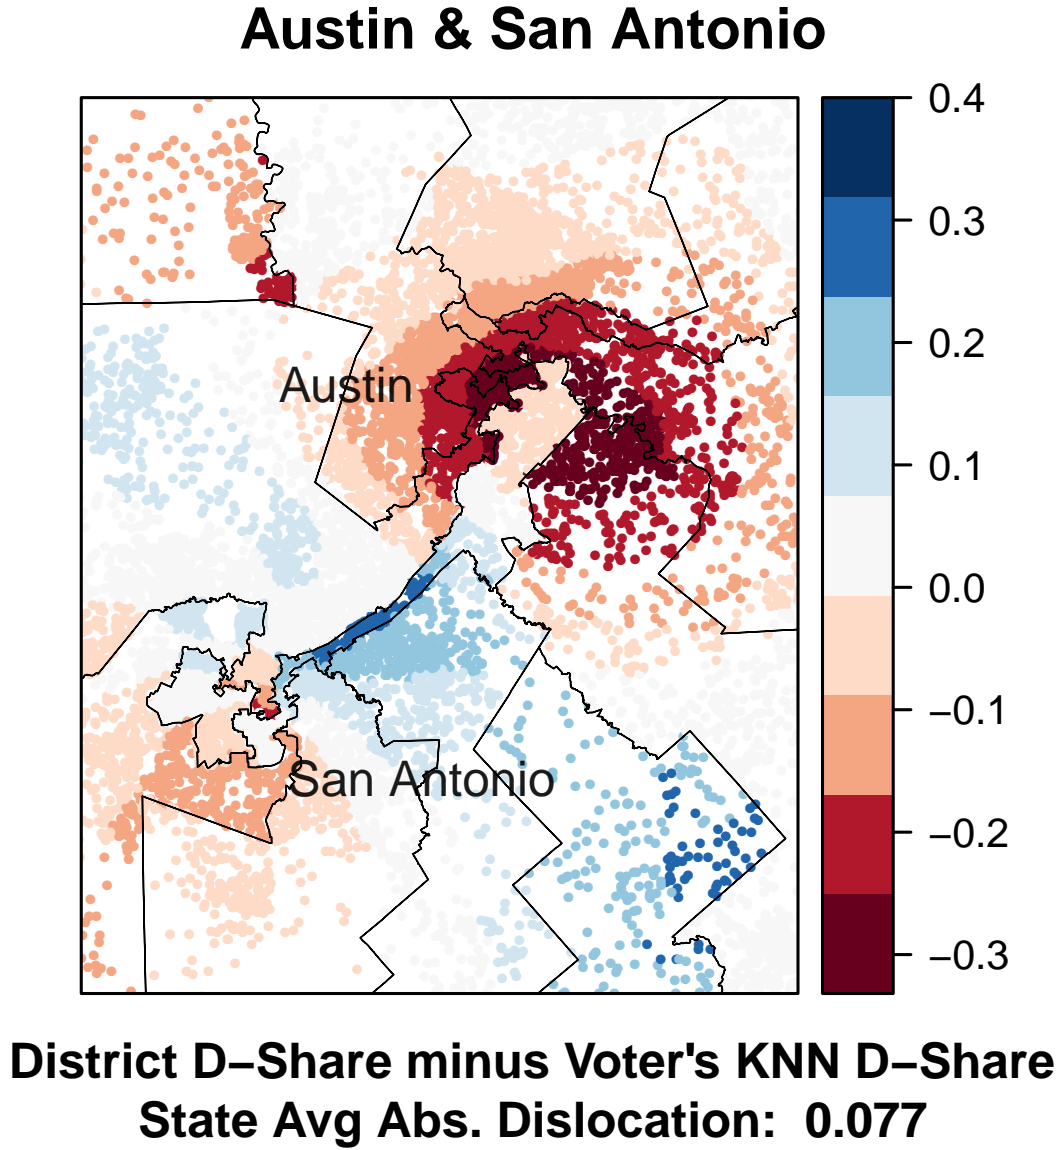 Austin & San Antonio
0.4
0.3
0.2
Austin
0.1
0.0
−0.1
San Antonio
−0.2
−0.3
District D−Share minus Voter's KNN D−Share
State Avg Abs. Dislocation: 0.077